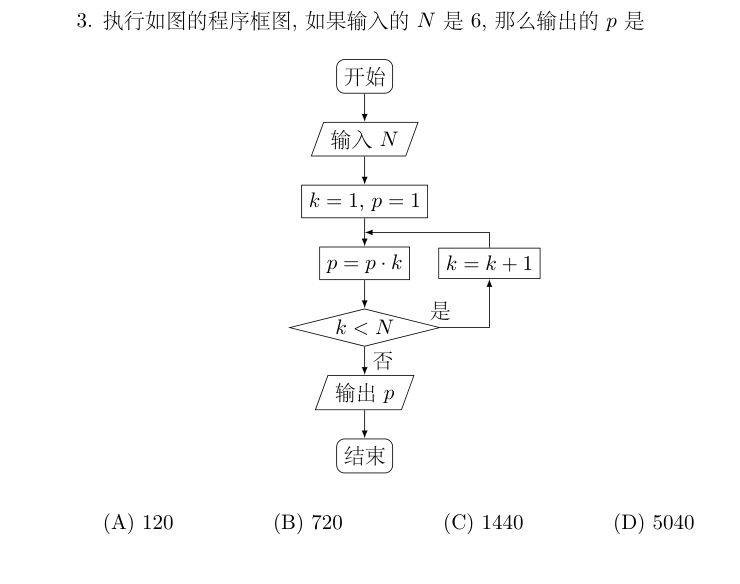 3. 执行如图的程序框图, 如果输入的 N 是 6, 那么输出的 p 是
开始
输入 N
k = 1, p = 1
p = p · k
k = k + 1
是
k < N
否
输出 p
结束
(A) 120 (B) 720 (C) 1440 (D) 5040